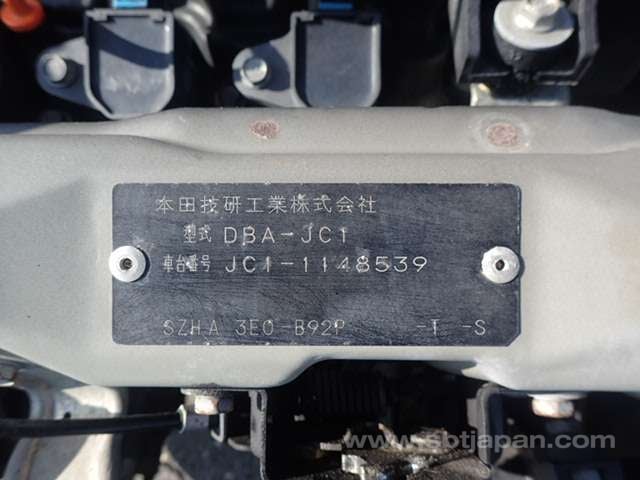 本田技研工業株式会社
型式 DBA-JC1
車台番号 JC1-1148539
SZHA 3E0-B92P -T -S
www.sbtjapan.com